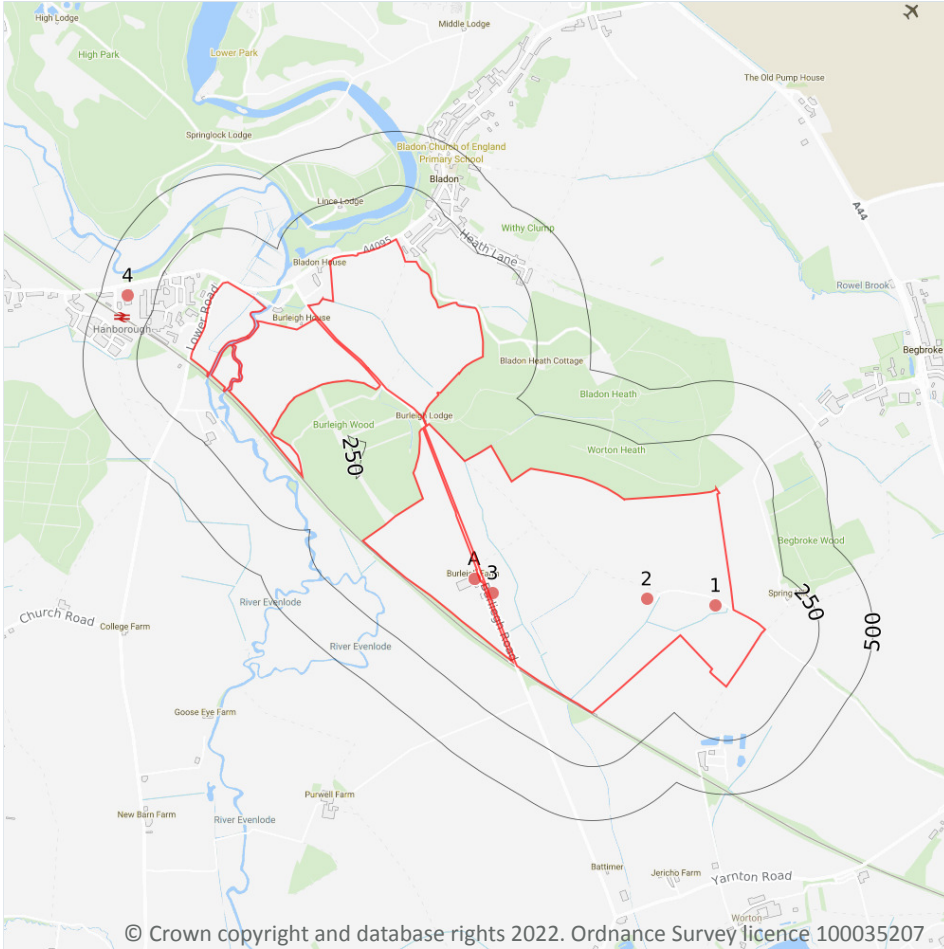 High Lodge
Middle Lodge
Lower Park
High Park
The Old Pump House
Springlock Lodge
Bladon Church of England
Primary School
Bladon
Lince Lodge
A44
Withy Clump
Heath Lane
A4095
Bladon House
4
Rowel Brook
Lower Road
Burleigh House
Hanborough
Begbroke
Bladon Heath Cottage
Bladon Heath
Burleigh Lodge
Burleigh Wood
250
Worton Heath
Begbroke Wood
A
3
2
1
Burleigh Road
Spring
250
500
River Evenlode
Church Road
College Farm
River Evenlode
Goose Eye Farm
Purwell Farm
New Barn Farm
River Evenlode
Battimer
Jericho Farm
Yarnton Road
Worton
© Crown copyright and database rights 2022. Ordnance Survey licence 100035207.